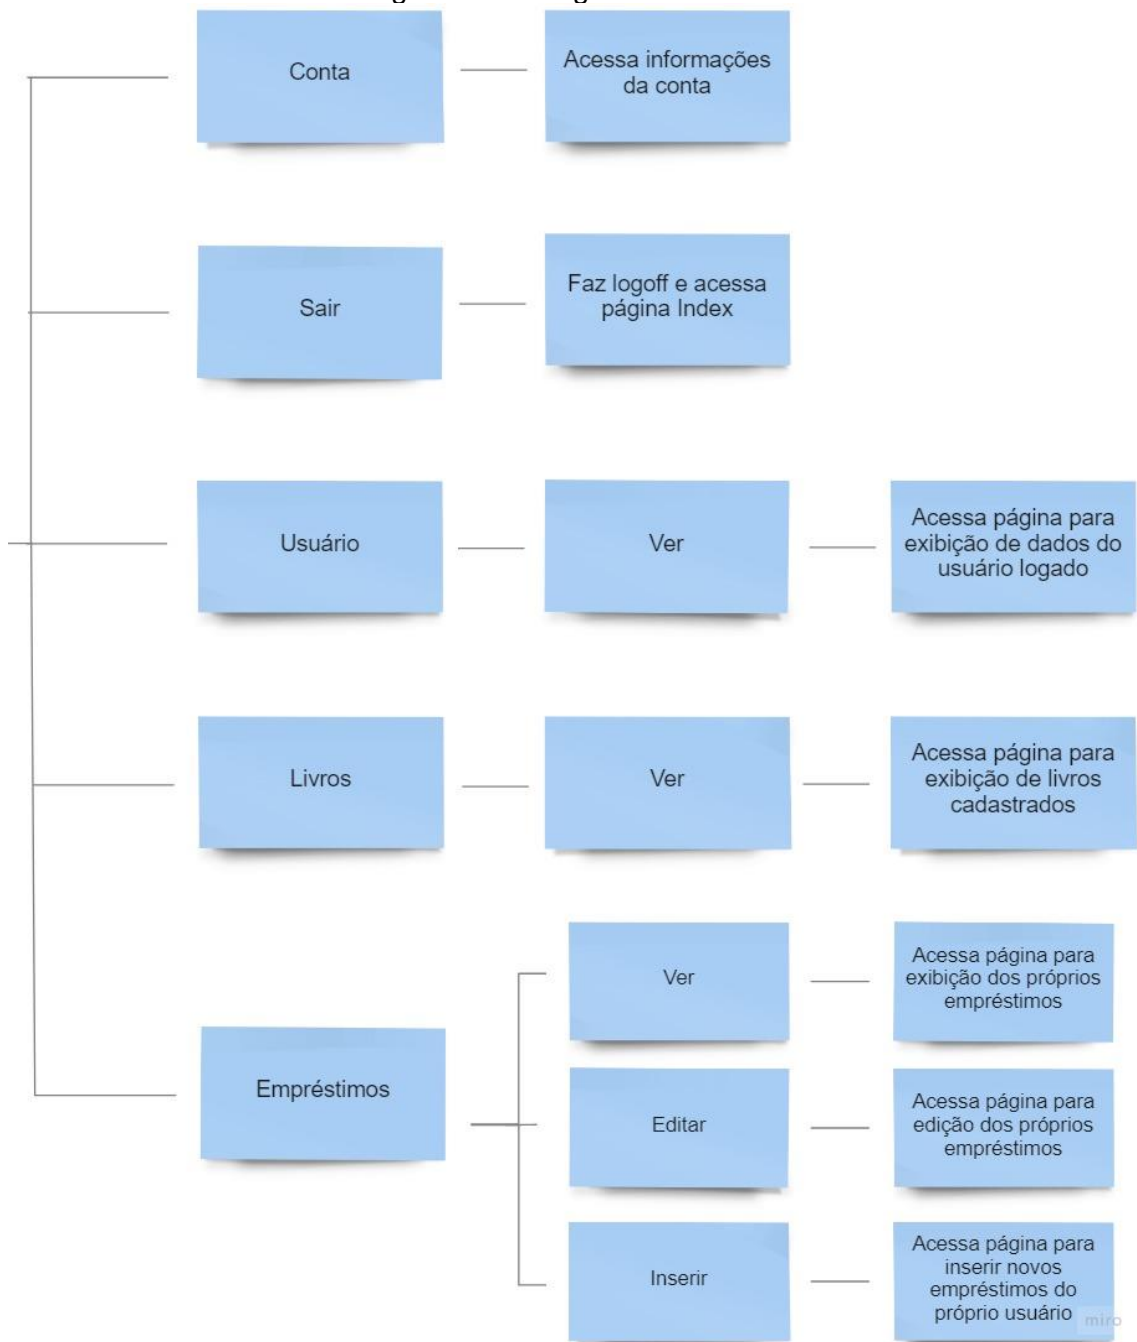 Conta
Acessa informações
da conta
Sair
Faz logoff e acessa
página Index
Usuário
Ver
Acessa página para
exibição de dados do
usuário logado
Livros
Ver
Acessa página para
exibição de livros
cadastrados
Empréstimos
Ver
Acessa página para
exibição dos próprios
empréstimos
Editar
Acessa página para
edição dos próprios
empréstimos
Inserir
Acessa página para
inserir novos
empréstimos do
próprio usuário
miro